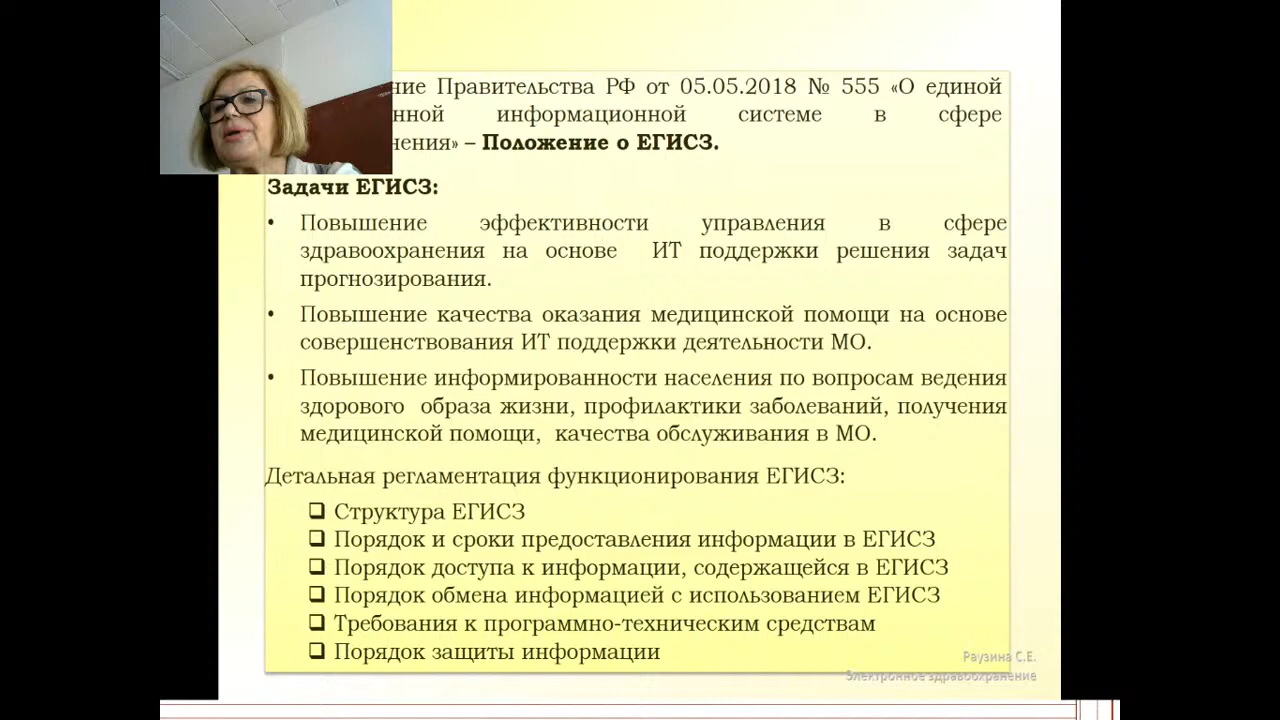 ние Правительства РФ от 05.05.2018 № 555 «О единой
нной информационной системе в сфере
нения» – Положение о ЕГИСЗ.
Задачи ЕГИСЗ:
• Повышение эффективности управления в сфере
здравоохранения на основе ИТ поддержки решения задач
прогнозирования.
• Повышение качества оказания медицинской помощи на основе
совершенствования ИТ поддержки деятельности МО.
• Повышение информированности населения по вопросам ведения
здорового образа жизни, профилактики заболеваний, получения
медицинской помощи, качества обслуживания в МО.
Детальная регламентация функционирования ЕГИСЗ:
❑ Структура ЕГИСЗ
❑ Порядок и сроки предоставления информации в ЕГИСЗ
❑ Порядок доступа к информации, содержащейся в ЕГИСЗ
❑ Порядок обмена информацией с использованием ЕГИСЗ
❑ Требования к программно-техническим средствам
❑ Порядок защиты информации
Раузина С.Е.
Электронное здравоохранение